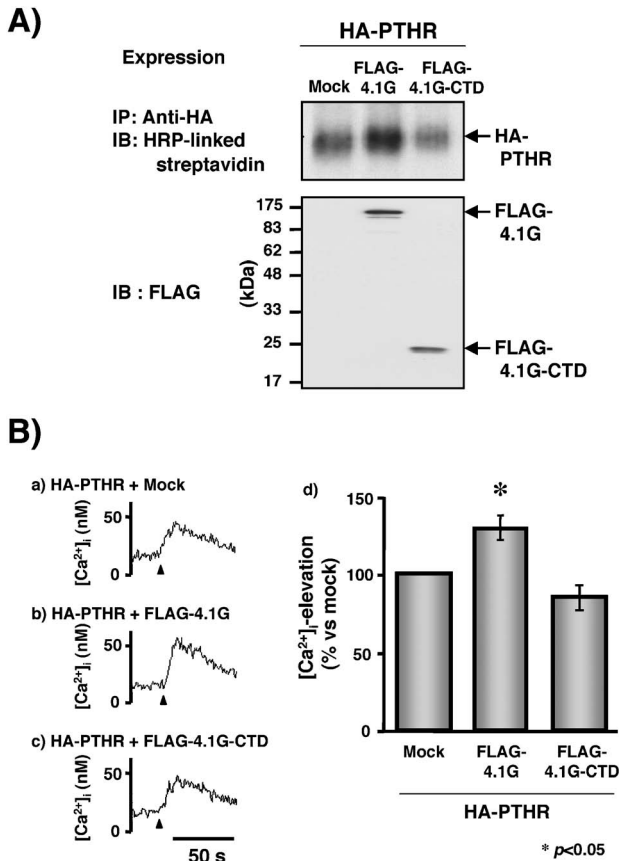 A)
HA-PTHR
Expression
Mock
FLAG-
4.1G
FLAG-
4.1G-CTD
IP: Anti-HA
IB: HRP-linked
streptavidin
HA-
PTHR
IB : FLAG
(kDa)
175
83
62
48
33
25
17
FLAG-
4.1G
FLAG-
4.1G-CTD
B)
a) HA-PTHR + Mock
[Ca²⁺]ᵢ (nM)
50
0
b) HA-PTHR + FLAG-4.1G
[Ca²⁺]ᵢ (nM)
50
0
c) HA-PTHR + FLAG-4.1G-CTD
[Ca²⁺]ᵢ (nM)
50
0
50 s
d)
[Ca²⁺]ᵢ-elevation
(% vs mock)
150
100
50
0
*
Mock
FLAG-
4.1G
FLAG-
4.1G-CTD
HA-PTHR
* p<0.05